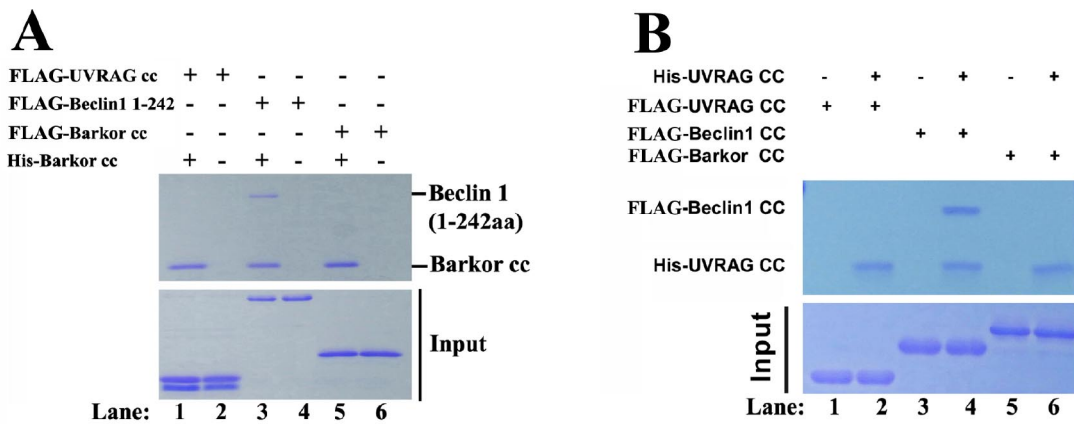 A
FLAG-UVRAG cc + + - - - -
FLAG-Beclin1 1-242 - - + + - -
FLAG-Barkor cc - - - - + +
His-Barkor cc + - + - + -
Beclin 1
(1-242aa)
Barkor cc
Input
Lane: 1 2 3 4 5 6
B
His-UVRAG CC - + - + - +
FLAG-UVRAG CC + +
FLAG-Beclin1 CC + +
FLAG-Barkor CC + +
FLAG-Beclin1 CC
His-UVRAG CC
Input
Lane: 1 2 3 4 5 6